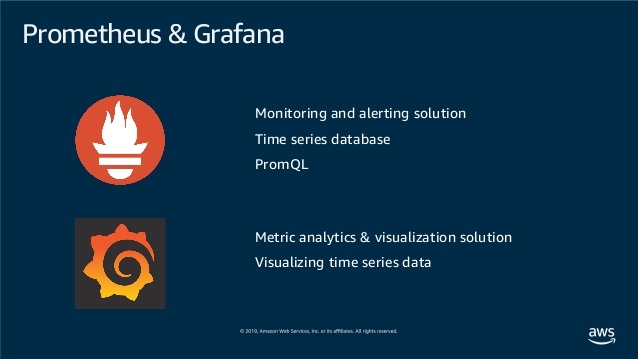 Prometheus & Grafana
Monitoring and alerting solution
Time series database
PromQL
Metric analytics & visualization solution
Visualizing time series data
© 2019, Amazon Web Services, Inc. or its affiliates. All rights reserved.
aws